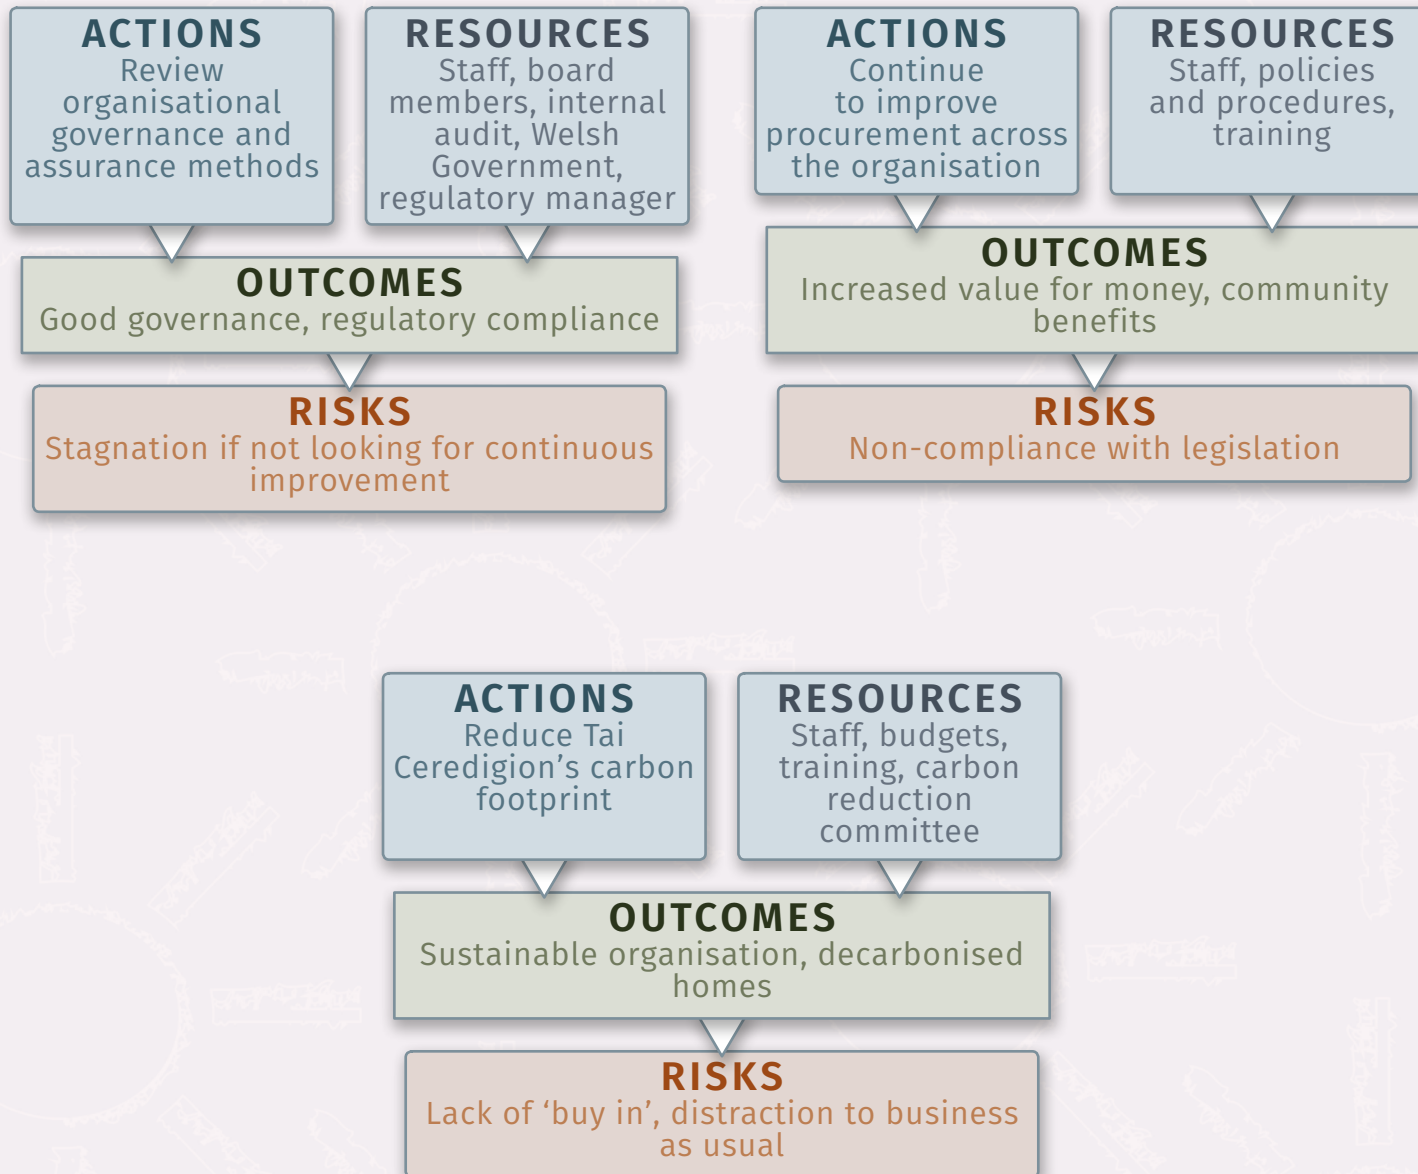 ACTIONS
Review
organisational
governance and
assurance methods
RESOURCES
Staff, board
members, internal
audit, Welsh
Government,
regulatory manager
OUTCOMES
Good governance, regulatory compliance
RISKS
Stagnation if not looking for continuous
improvement
ACTIONS
Continue
to improve
procurement across
the organisation
RESOURCES
Staff, policies
and procedures,
training
OUTCOMES
Increased value for money, community
benefits
RISKS
Non-compliance with legislation
ACTIONS
Reduce Tai
Ceredigion’s carbon
footprint
RESOURCES
Staff, budgets,
training, carbon
reduction
committee
OUTCOMES
Sustainable organisation, decarbonised
homes
RISKS
Lack of ‘buy in’, distraction to business
as usual